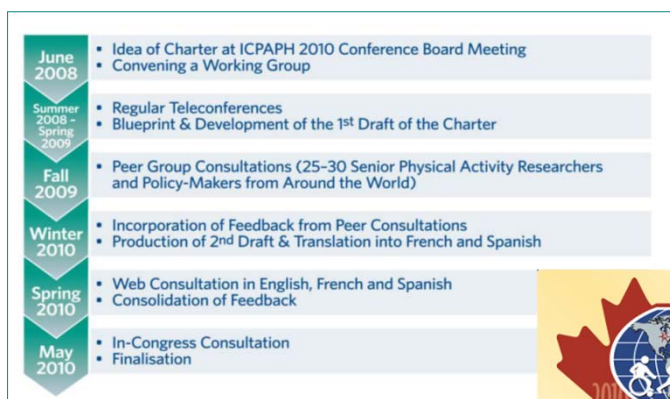 June
2008
• Idea of Charter at ICPAPH 2010 Conference Board Meeting
• Convening a Working Group
Summer
2008 -
Spring
2009
• Regular Teleconferences
• Blueprint & Development of the 1st Draft of the Charter
Fall
2009
• Peer Group Consultations (25–30 Senior Physical Activity Researchers
and Policy-Makers from Around the World)
Winter
2010
• Incorporation of Feedback from Peer Consultations
• Production of 2nd Draft & Translation into French and Spanish
Spring
2010
• Web Consultation in English, French and Spanish
• Consolidation of Feedback
May
2010
• In-Congress Consultation
• Finalisation
2010